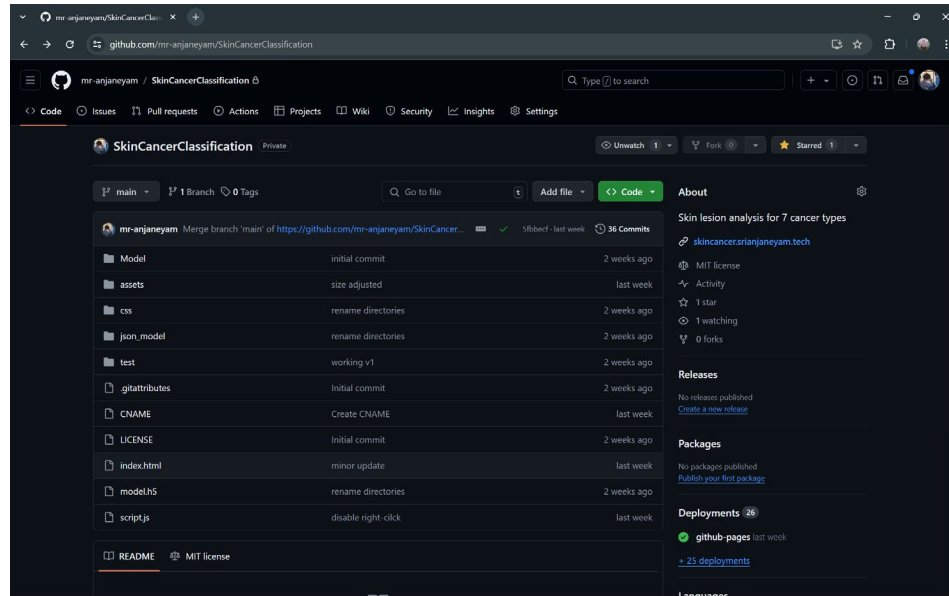 mr-anjaneyam/SkinCancerClass
github.com/mr-anjaneyam/SkinCancerClassification
mr-anjaneyam / SkinCancerClassification
Type / to search
<> Code Issues Pull requests Actions Projects Wiki Security Insights Settings
SkinCancerClassification Private
Unwatch 1 Fork 0 Starred 1
main 1 Branch 0 Tags Go to file t Add file <> Code
mr-anjaneyam Merge branch 'main' of https://github.com/mr-anjaneyam/SkinCancer... 5fbbecf · last week 36 Commits
Model initial commit 2 weeks ago
assets size adjusted last week
css rename directories 2 weeks ago
json_model rename directories 2 weeks ago
test working v1 2 weeks ago
.gitattributes Initial commit 2 weeks ago
CNAME Create CNAME last week
LICENSE Initial commit 2 weeks ago
index.html minor update last week
model.h5 rename directories 2 weeks ago
script.js disable right-cilck last week
README MIT license
About
Skin lesion analysis for 7 cancer types
skincancer.srianjaneyam.tech
MIT license
Activity
1 star
1 watching
0 forks
Releases
No releases published
Create a new release
Packages
No packages published
Publish your first package
Deployments 26
github-pages last week
+ 25 deployments
Languages